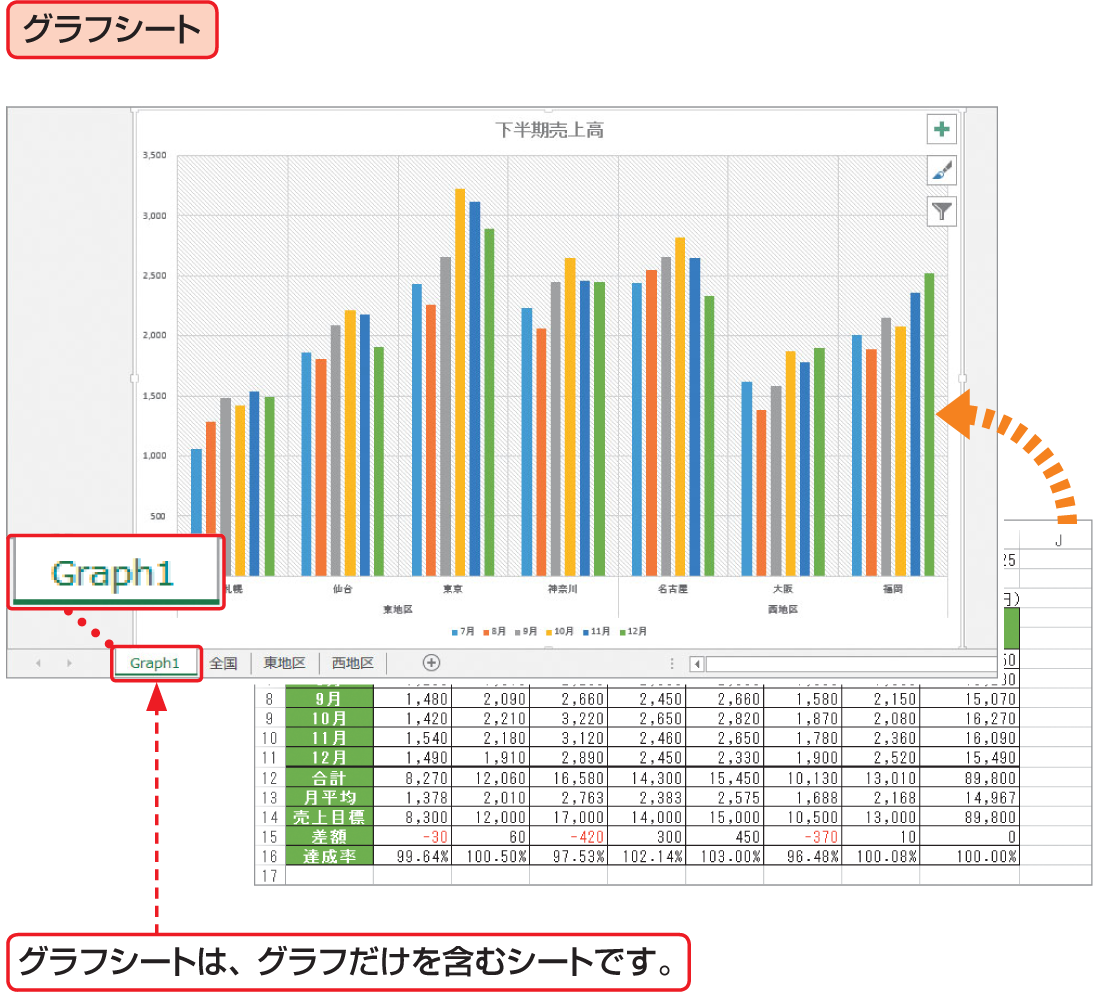 グラフシート
下半期売上高
3,500
3,000
2,500
2,000
1,500
1,000
500
Graph1
札幌 仙台 東京 神奈川 名古屋 大阪 福岡
東地区 西地区
7月 8月 9月 10月 11月 12月
Graph1 全国 東地区 西地区
J
25
月)
50
30
8 9月 1,480 2,090 2,660 2,450 2,660 1,580 2,150 15,070
9 10月 1,420 2,210 3,220 2,650 2,820 1,870 2,080 16,270
10 11月 1,540 2,180 3,120 2,460 2,650 1,780 2,360 16,090
11 12月 1,490 1,910 2,890 2,450 2,330 1,900 2,520 15,490
12 合計 8,270 12,060 16,580 14,300 15,450 10,130 13,010 89,800
13 月平均 1,378 2,010 2,763 2,383 2,575 1,688 2,168 14,967
14 売上目標 8,300 12,000 17,000 14,000 15,000 10,500 13,000 89,800
15 差額 -30 60 -420 300 450 -370 10 0
16 達成率 99.64% 100.50% 97.53% 102.14% 103.00% 96.48% 100.08% 100.00%
17
グラフシートは、グラフだけを含むシートです。